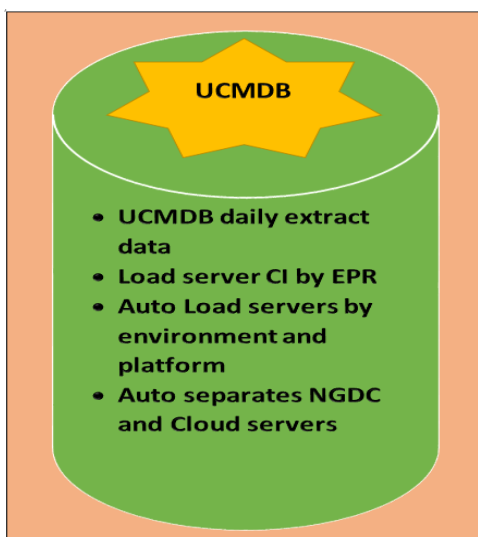 UCMDB
• UCMDB daily extract
data
• Load server CI by EPR
• Auto Load servers by
environment and
platform
• Auto separates NGDC
and Cloud servers